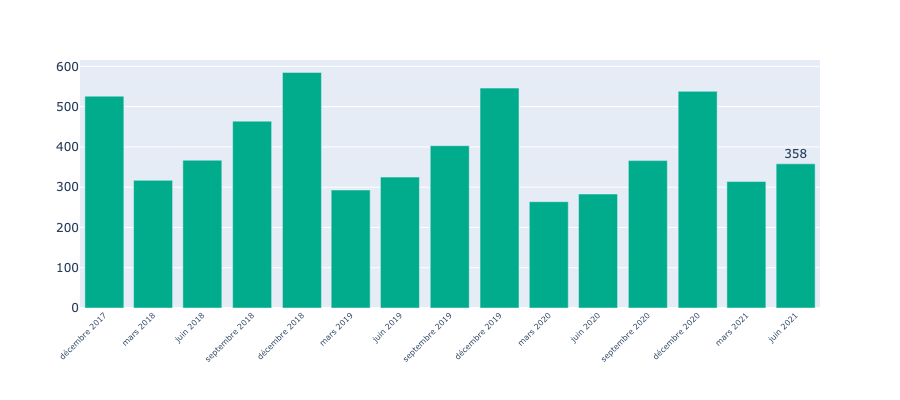 600
500
400
300
200
100
0
358
décembre 2017
mars 2018
juin 2018
septembre 2018
décembre 2018
mars 2019
juin 2019
septembre 2019
décembre 2019
mars 2020
juin 2020
septembre 2020
décembre 2020
mars 2021
juin 2021